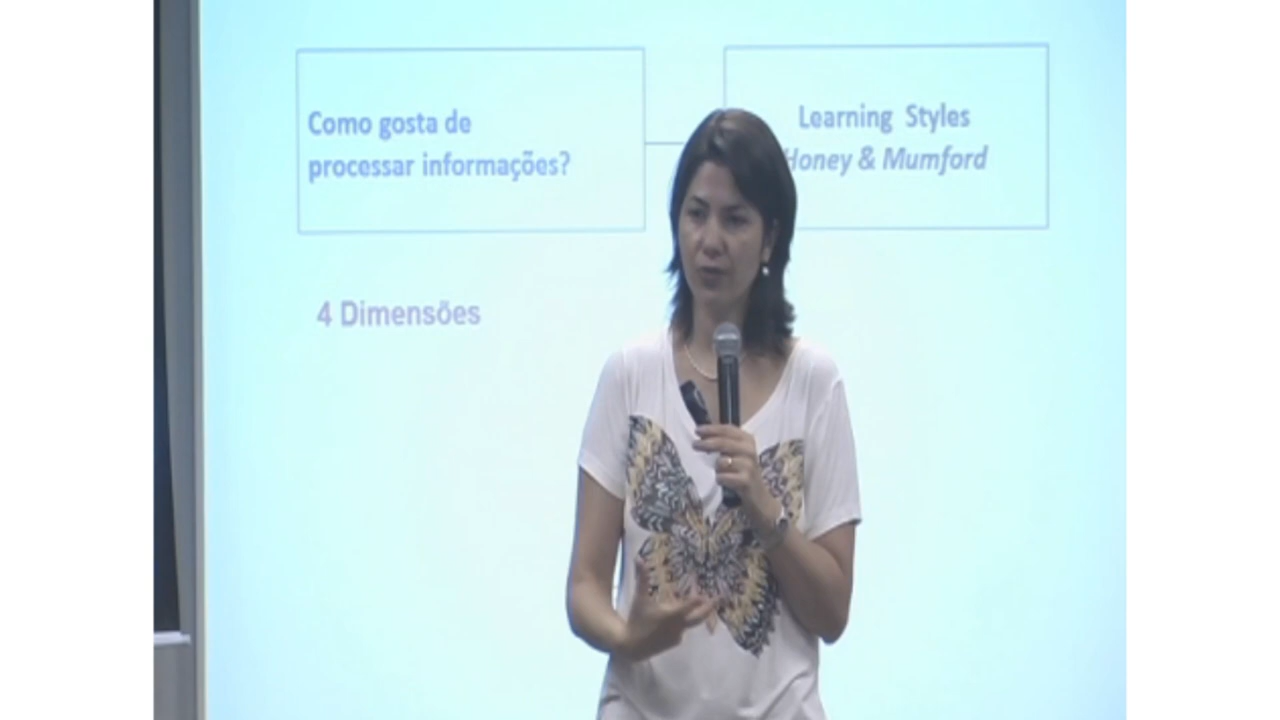 Como gosta de
processar informações?
Learning Styles
Honey & Mumford
4 Dimensões